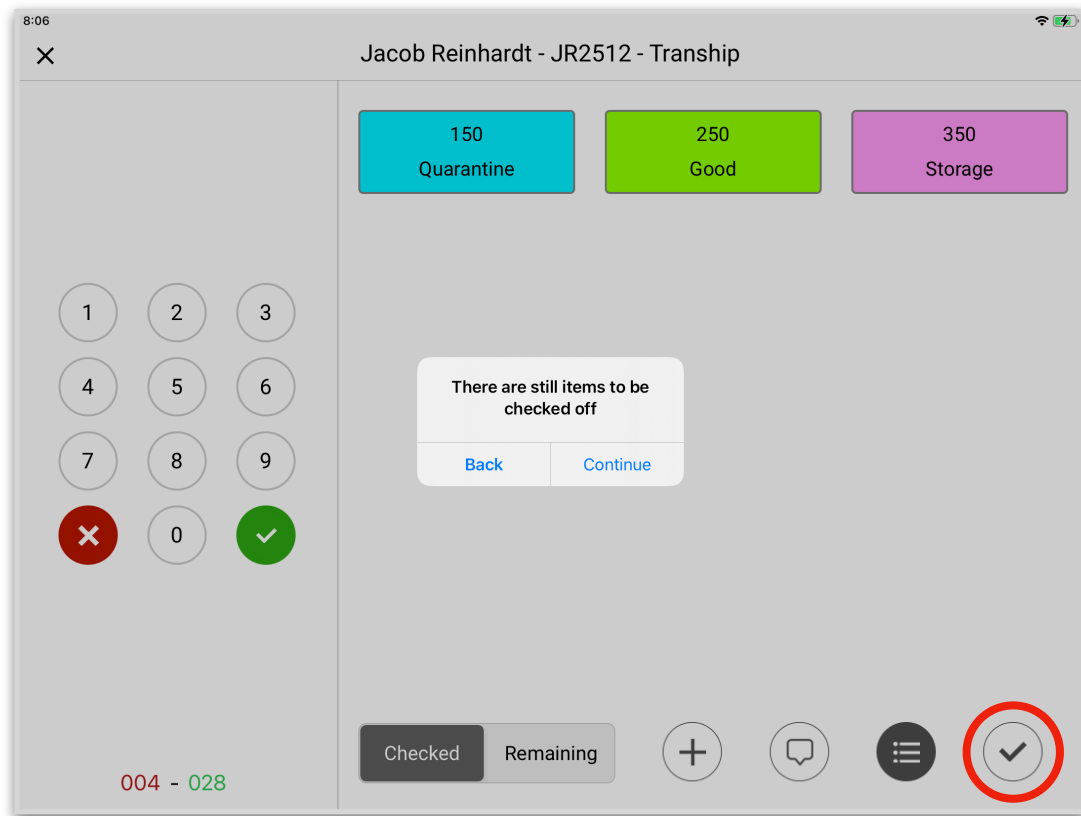 8:06
Jacob Reinhardt - JR2512 - Tranship
150
Quarantine
250
Good
350
Storage
1 2 3
4 5 6
7 8 9
0
There are still items to be
checked off
Back Continue
Checked Remaining
004 - 028